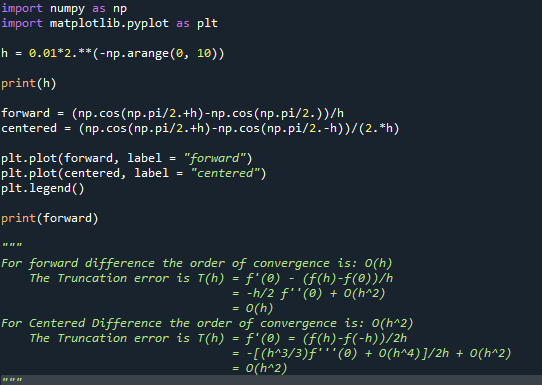 import numpy as np
import matplotlib.pyplot as plt
h = 0.01*2.**(-np.arange(0, 10))
print(h)
forward = (np.cos(np.pi/2.+h)-np.cos(np.pi/2.))/h
centered = (np.cos(np.pi/2.+h)-np.cos(np.pi/2.-h))/(2.*h)
plt.plot(forward, label = "forward")
plt.plot(centered, label = "centered")
plt.legend()
print(forward)
"""
For forward difference the order of convergence is: O(h)
    The Truncation error is T(h) = f'(0) - (f(h)-f(0))/h
                                 = -h/2 f''(0) + O(h^2)
                                 = O(h)
For Centered Difference the order of convergence is: O(h^2)
    The Truncation error is T(h) = f'(0) = (f(h)-f(-h))/2h
                                 = -[(h^3/3)f'''(0) + O(h^4)]/2h + O(h^2)
                                 = O(h^2)
"""